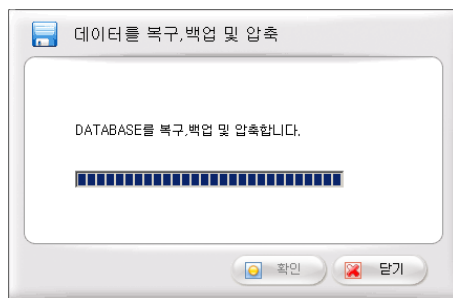 데이터를 복구,백업 및 압축
DATABASE를 복구,백업 및 압축합니다.
확인
닫기